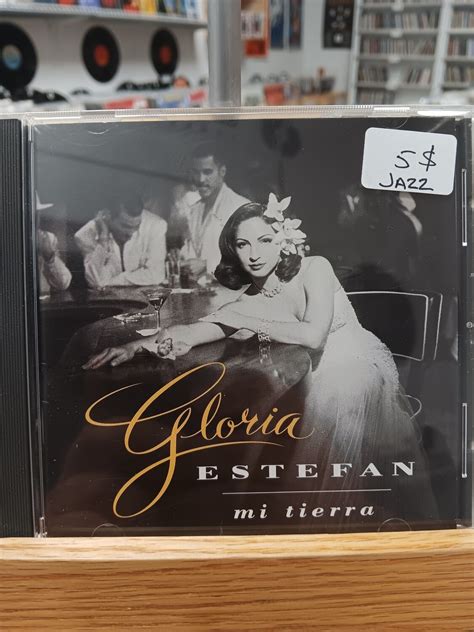 5$
JAZZ
Gloria
ESTEFAN
mi tierra